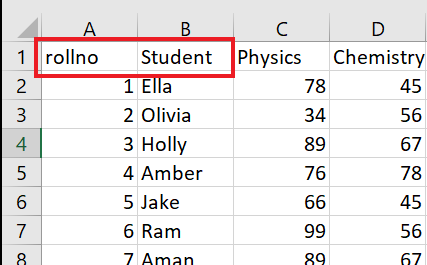 A B C D
1 rollno Student Physics Chemistry
2 1 Ella 78 45
3 2 Olivia 34 56
4 3 Holly 89 67
5 4 Amber 76 78
6 5 Jake 66 45
7 6 Ram 99 56
8 7 Aman 89 67